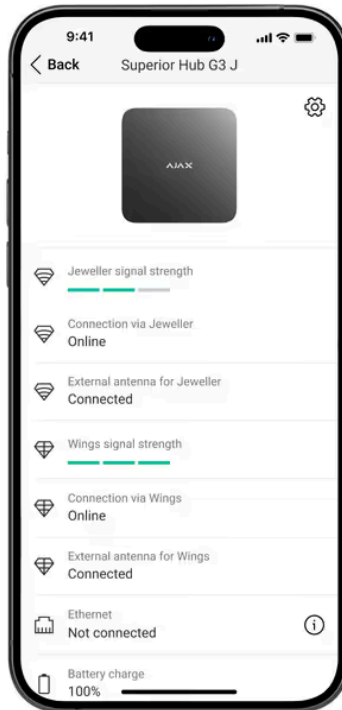 9:41
Back
Superior Hub G3 J
AJAX
Jeweller signal strength
Connection via Jeweller
Online
External antenna for Jeweller
Connected
Wings signal strength
Connection via Wings
Online
External antenna for Wings
Connected
Ethernet
Not connected
Battery charge
100%